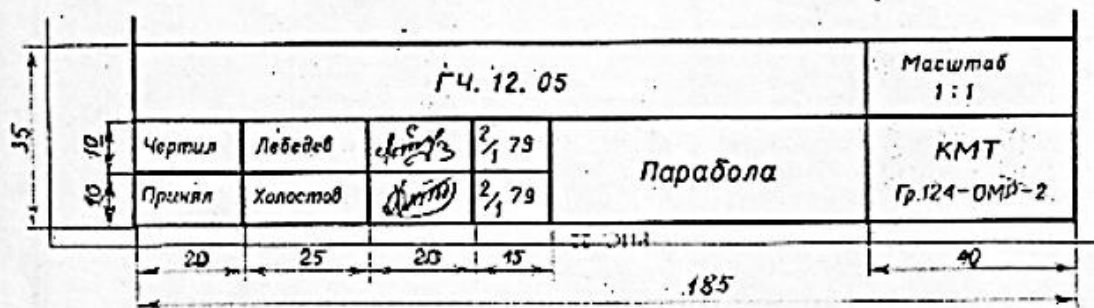 ГЧ. 12. 05
Масштаб
1 : 1
35
10
Чертил Лебедев 2/1 79
Парабола
КМТ
10
Принял Холостов 2/1 79
Гр.124-ОМР-2.
20 25 20 15 40
185